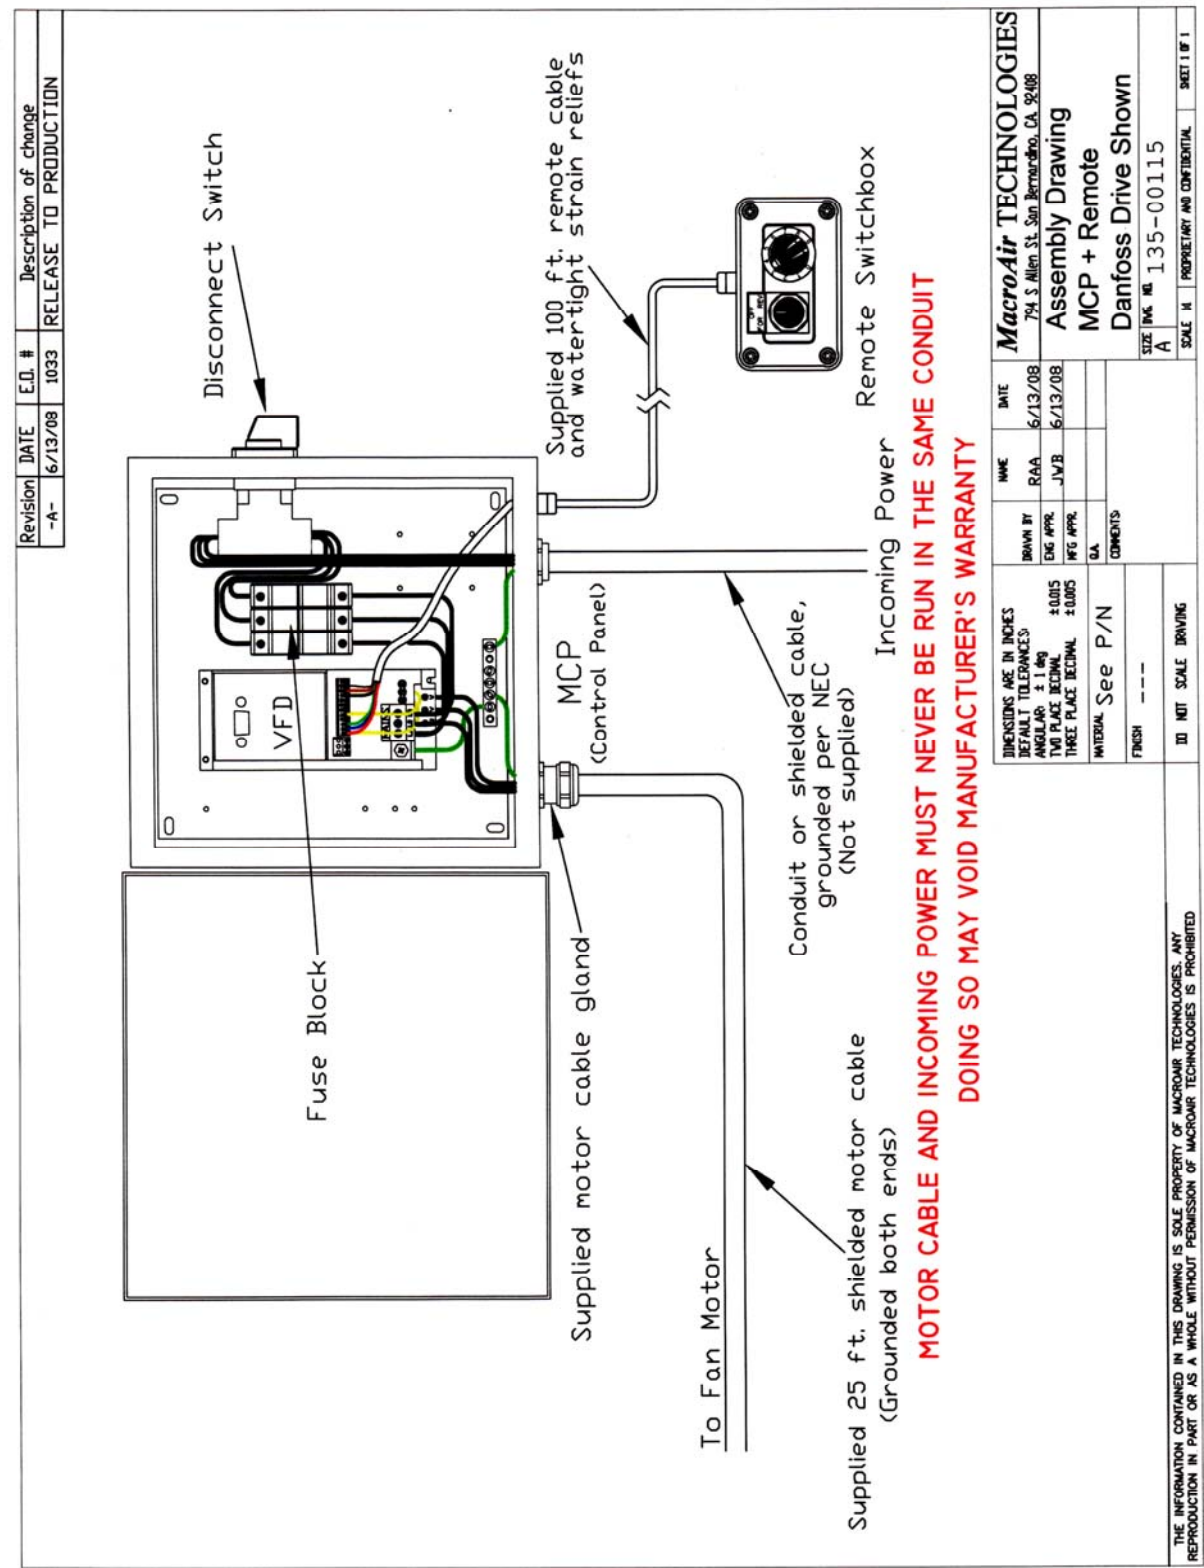 Revision DATE E.O. # Description of change
-A- 6/13/08 1033 RELEASE TO PRODUCTION
Disconnect Switch
Fuse Block
VFD
MAINS
OFF
FOR REV
Supplied 100 ft. remote cable
and watertight strain reliefs
Remote Switchbox
MCP
(Control Panel)
Supplied motor cable gland
Incoming Power
Conduit or shielded cable,
grounded per NEC
(Not supplied)
To Fan Motor
Supplied 25 ft. shielded motor cable
(Grounded both ends)
MOTOR CABLE AND INCOMING POWER MUST NEVER BE RUN IN THE SAME CONDUIT
DOING SO MAY VOID MANUFACTURER'S WARRANTY
DIMENSIONS ARE IN INCHES
DEFAULT TOLERANCES:
ANGULAR: ± 1 deg
TWO PLACE DECIMAL ±0.015
THREE PLACE DECIMAL ±0.005
MATERIAL See P/N
FINISH ---
DO NOT SCALE DRAWING
NAME DATE
DRAWN BY RAA 6/13/08
ENG APPR. JWB 6/13/08
MFG APPR.
Q.A.
COMMENTS:
MacroAir TECHNOLOGIES
794 S Allen St. San Bernardino, CA. 92408
Assembly Drawing
MCP + Remote
Danfoss Drive Shown
SIZE DWG. NO.
A 135-00115
SCALE 1:1 PROPRIETARY AND CONFIDENTIAL SHEET 1 OF 1
THE INFORMATION CONTAINED IN THIS DRAWING IS SOLE PROPERTY OF MACROAIR TECHNOLOGIES. ANY
REPRODUCTION IN PART OR AS A WHOLE WITHOUT PERMISSION OF MACROAIR TECHNOLOGIES IS PROHIBITED